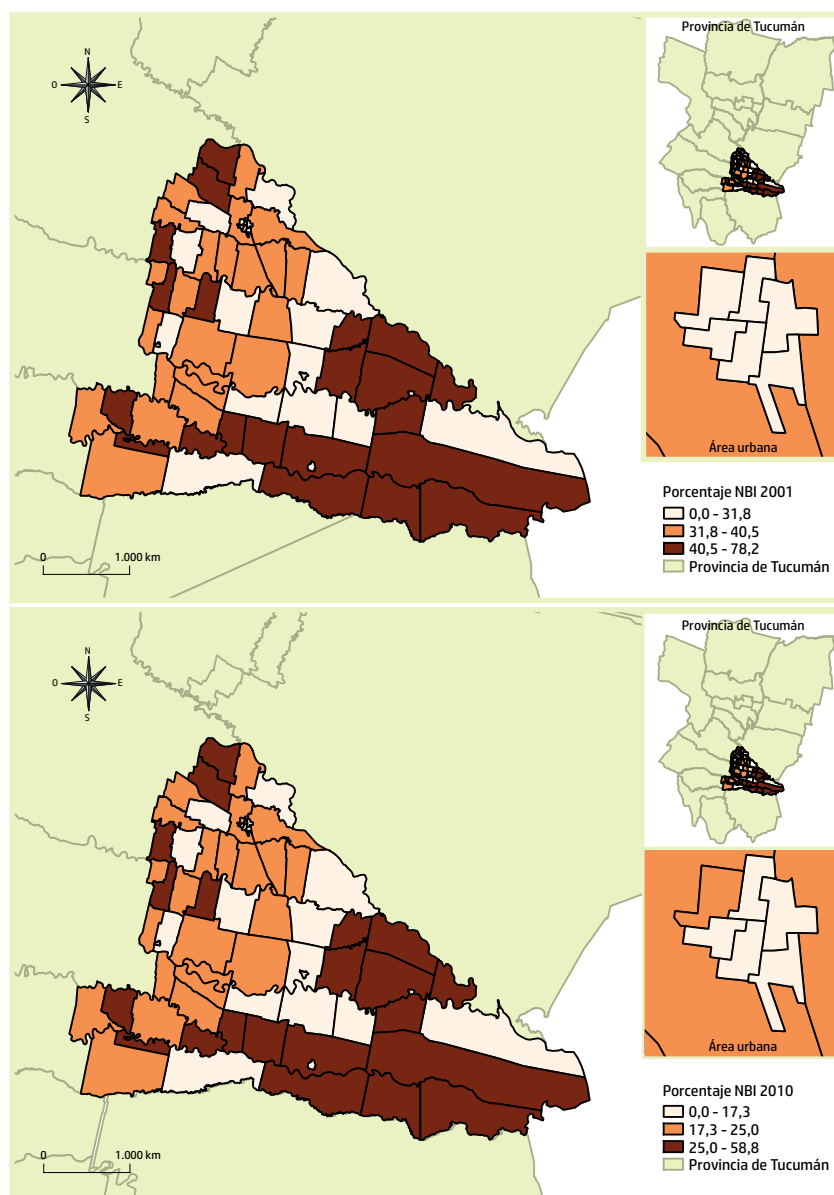 Provincia de Tucumán
N
O
E
S
Área urbana
Porcentaje NBI 2001
0,0 - 31,8
31,8 - 40,5
40,5 - 78,2
Provincia de Tucumán
0
1.000 km
Provincia de Tucumán
N
O
E
S
Área urbana
Porcentaje NBI 2010
0,0 - 17,3
17,3 - 25,0
25,0 - 58,8
Provincia de Tucumán
0
1.000 km